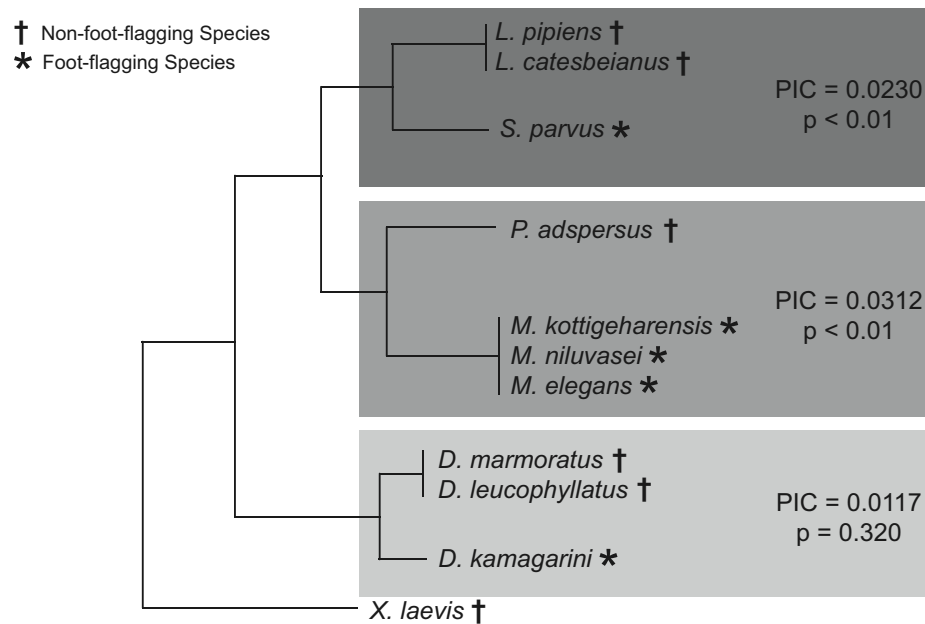 † Non-foot-flagging Species
* Foot-flagging Species
L. pipiens †
L. catesbeianus †
S. parvus *
PIC = 0.0230
p < 0.01
P. adspersus †
M. kottigeharensis *
M. niluvasei *
M. elegans *
PIC = 0.0312
p < 0.01
D. marmoratus †
D. leucophyllatus †
D. kamagarini *
PIC = 0.0117
p = 0.320
X. laevis †